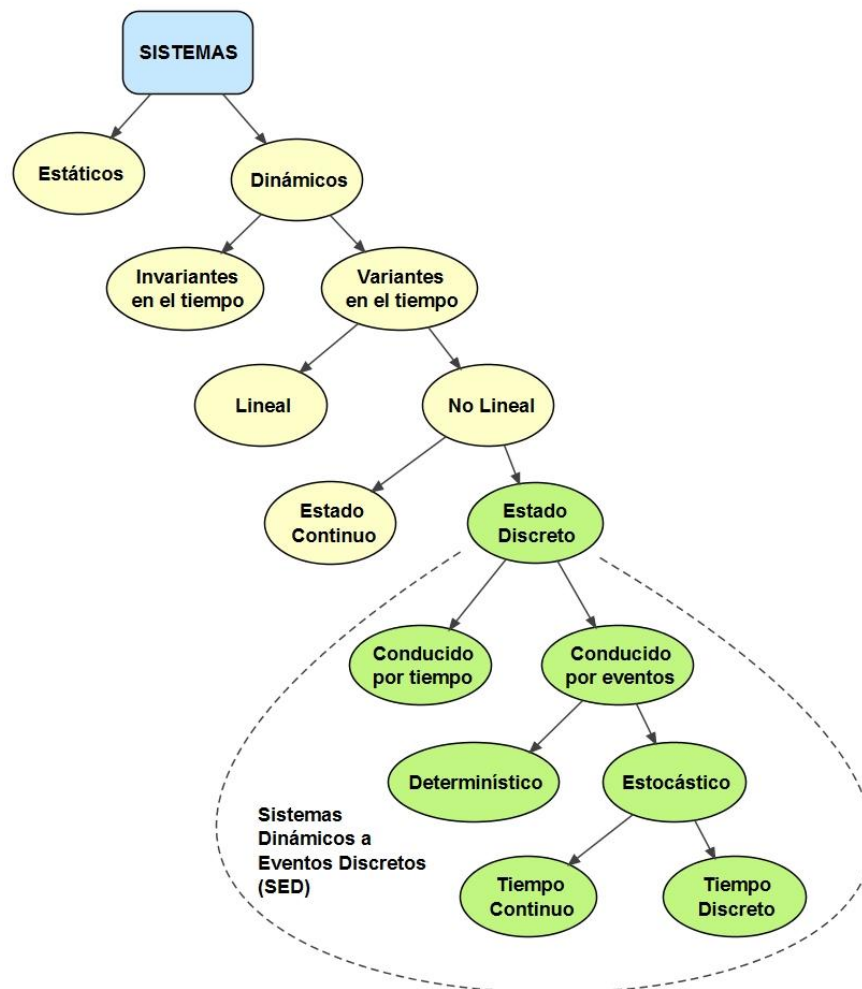 SISTEMAS
Estáticos
Dinámicos
Invariantes
en el tiempo
Variantes
en el tiempo
Lineal
No Lineal
Estado
Continuo
Estado
Discreto
Conducido
por tiempo
Conducido
por eventos
Determinístico
Estocástico
Sistemas
Dinámicos a
Eventos Discretos
(SED)
Tiempo
Continuo
Tiempo
Discreto